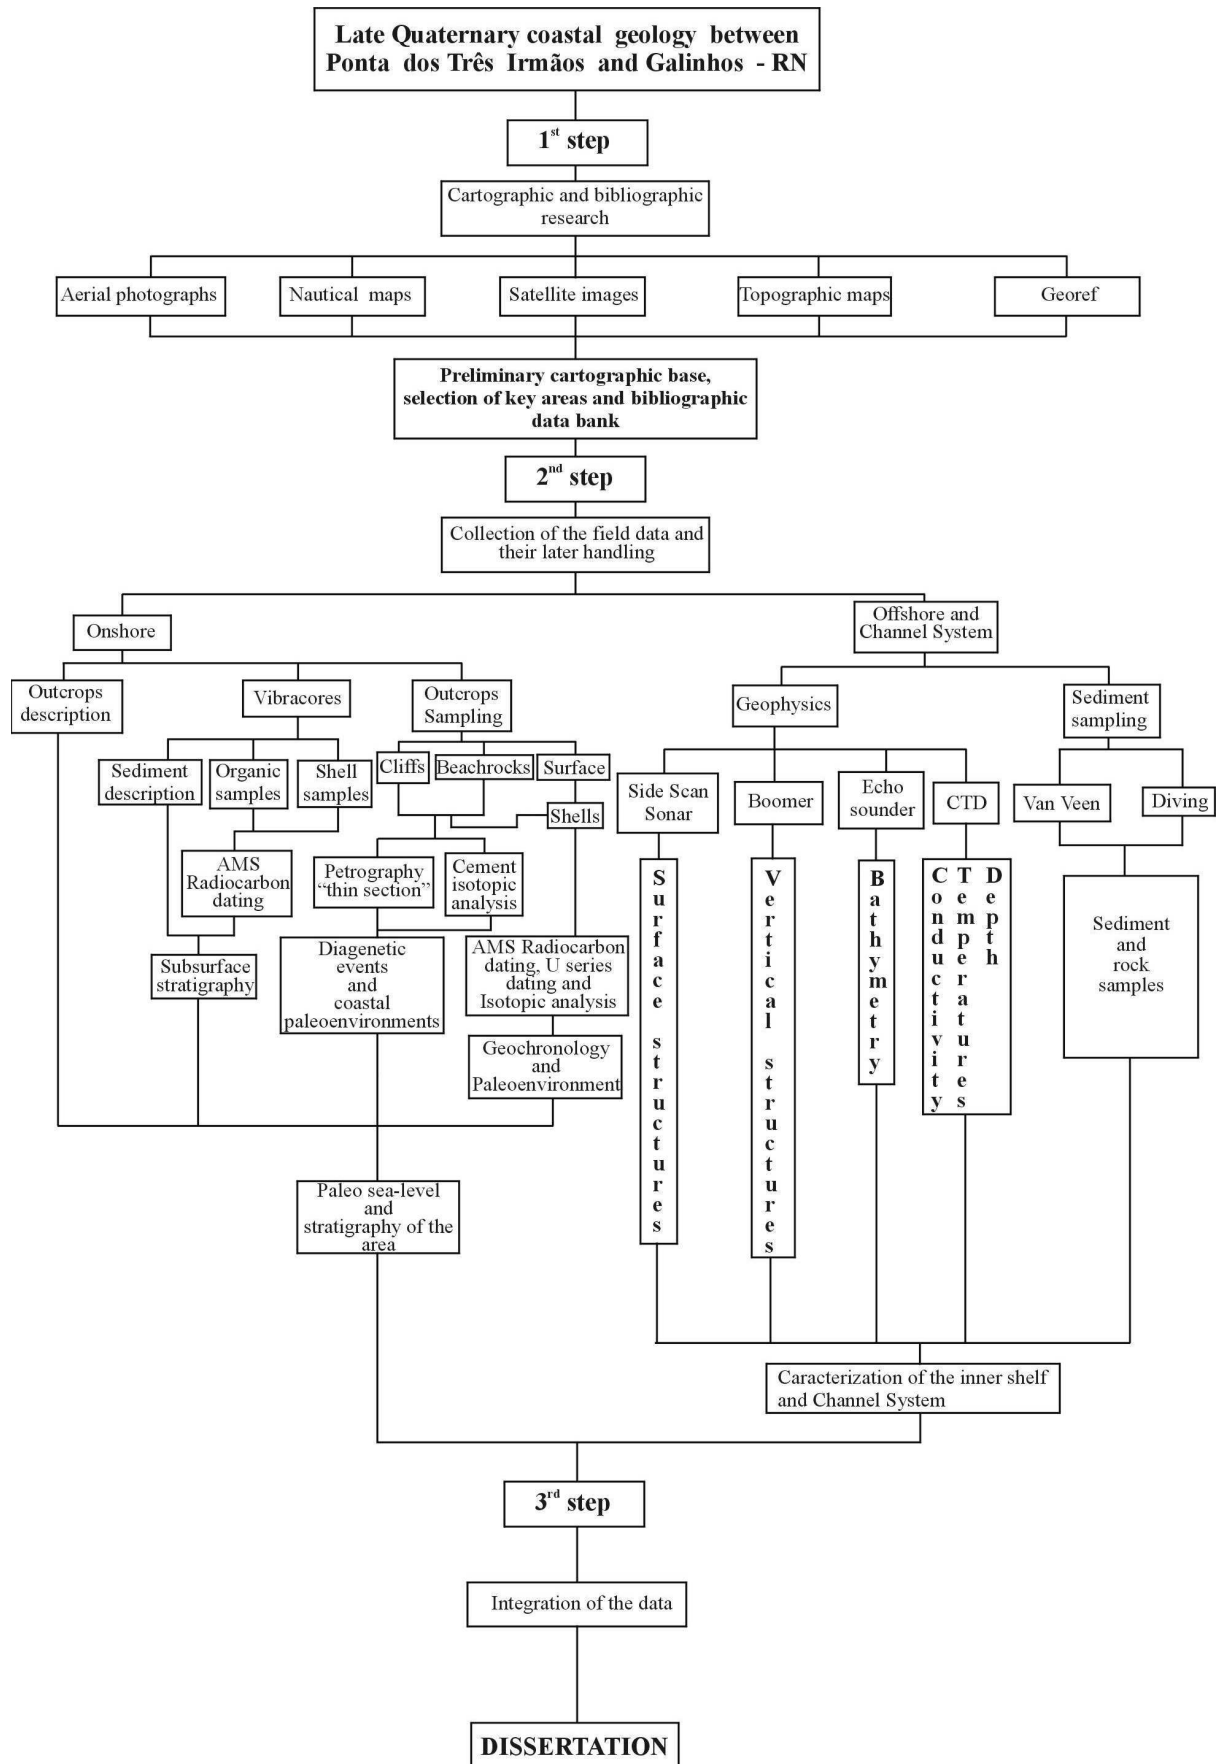 Late Quaternary coastal geology between
Ponta dos Três Irmãos and Galinhos - RN
1st step
Cartographic and bibliographic
research
Aerial photographs
Nautical maps
Satellite images
Topographic maps
Georef
Preliminary cartographic base,
selection of key areas and bibliographic
data bank
2nd step
Collection of the field data and
their later handling
Onshore
Offshore and
Channel System
Outcrops
description
Vibracores
Outcrops
Sampling
Geophysics
Sediment
sampling
Sediment
description
Organic
samples
Shell
samples
Cliffs
Beachrocks
Surface
Shells
Side Scan
Sonar
Boomer
Echo
sounder
CTD
Van Veen
Diving
AMS
Radiocarbon
dating
Petrography
“thin section”
Cement
isotopic
analysis
Surface structures
Vertical structures
Bathymetry
Conductivity
Temperatures
Depth
Sediment
and
rock
samples
Subsurface
stratigraphy
Diagenetic
events
and
coastal
paleoenvironments
AMS Radiocarbon
dating, U series
dating and
Isotopic analysis
Geochronology
and
Paleoenvironment
Paleo sea-level
and
stratigraphy of the
area
Caracterization of the inner shelf
and Channel System
3rd step
Integration of the data
DISSERTATION